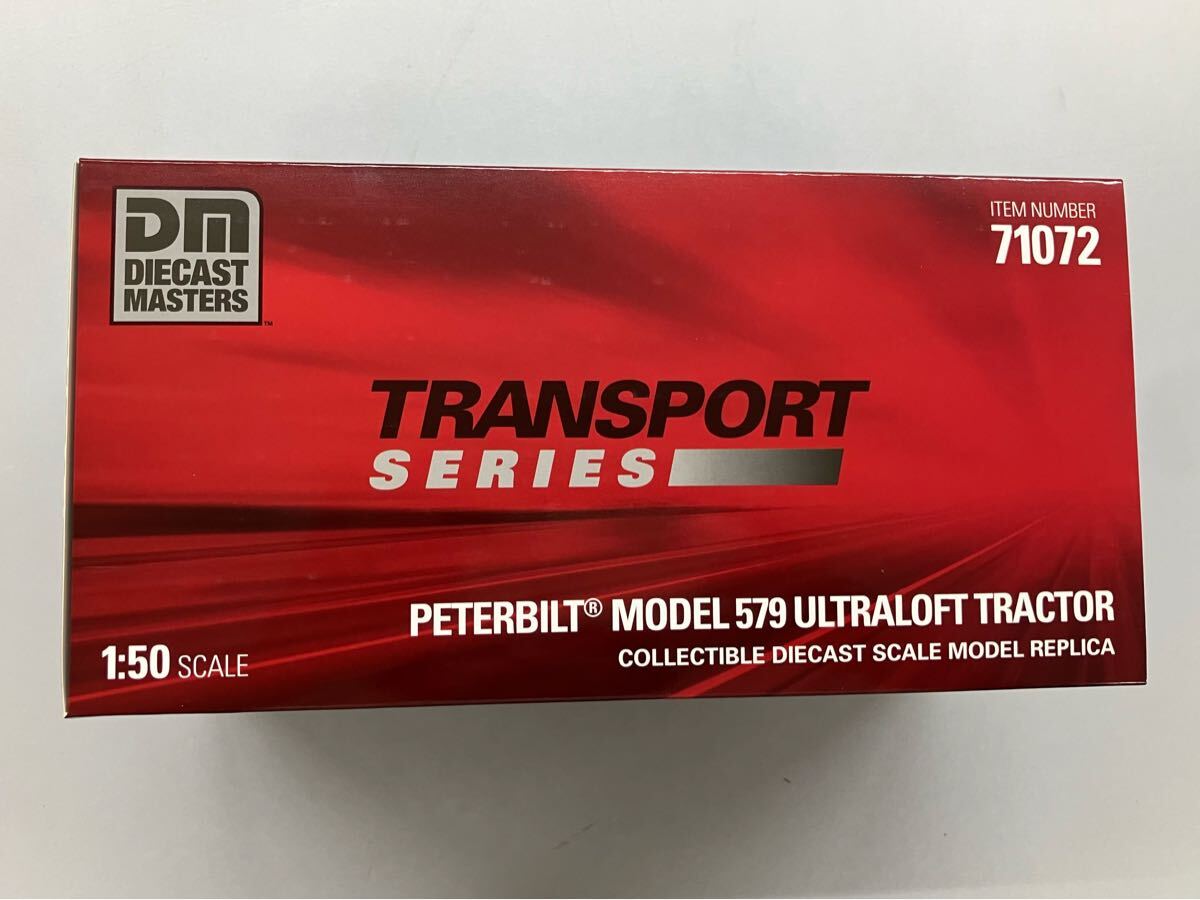 DM
DIECAST
MASTERS™
ITEM NUMBER
71072
TRANSPORT
SERIES
PETERBILT® MODEL 579 ULTRALOFT TRACTOR
COLLECTIBLE DIECAST SCALE MODEL REPLICA
1:50 SCALE